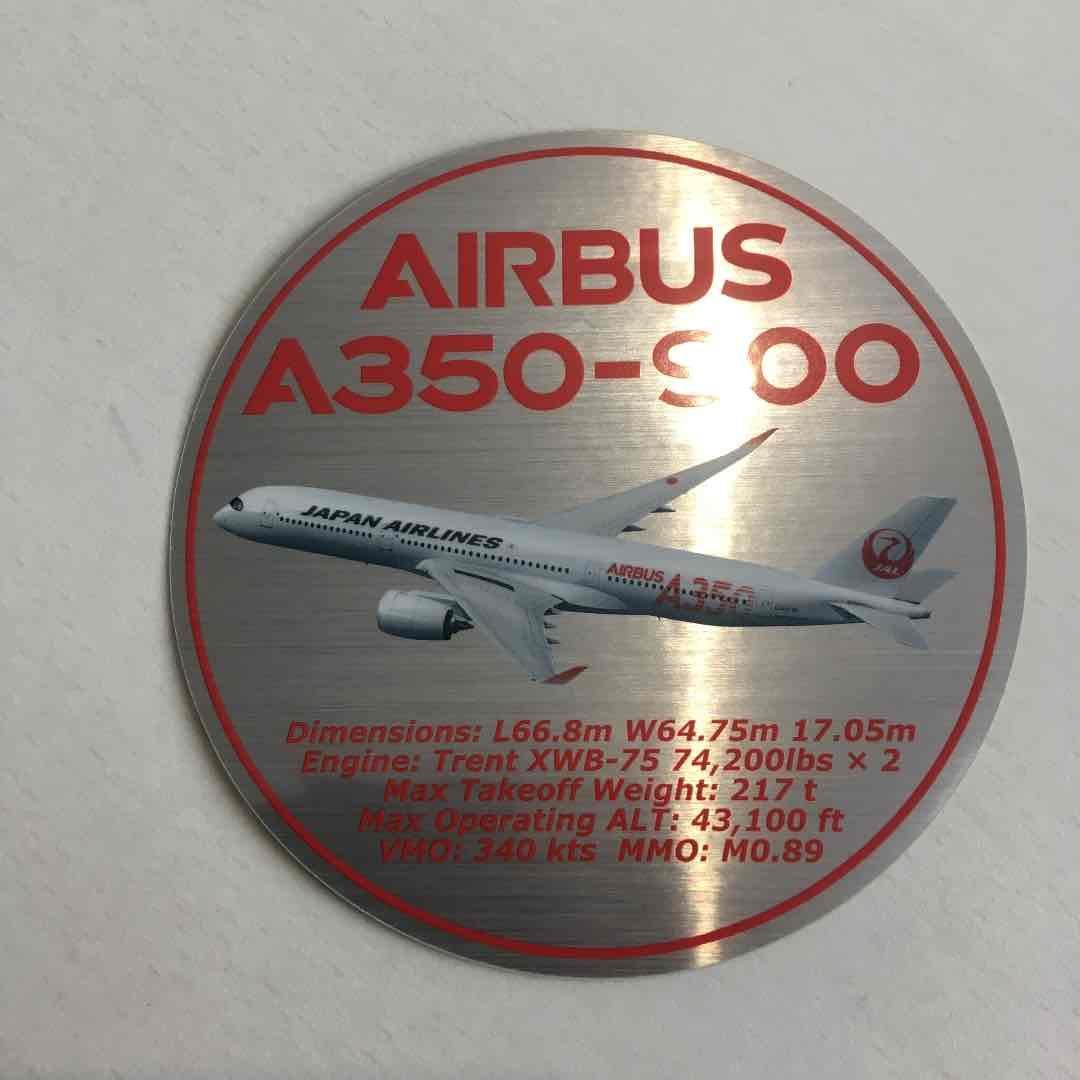 AIRBUS
A350-900
JAPAN AIRLINES
AIRBUS
A350
JAL
Dimensions: L66.8m W64.75m 17.05m
Engine: Trent XWB-75 74,200lbs × 2
Max Takeoff Weight: 217 t
Max Operating ALT: 43,100 ft
VMO: 340 kts MMO: M0.89